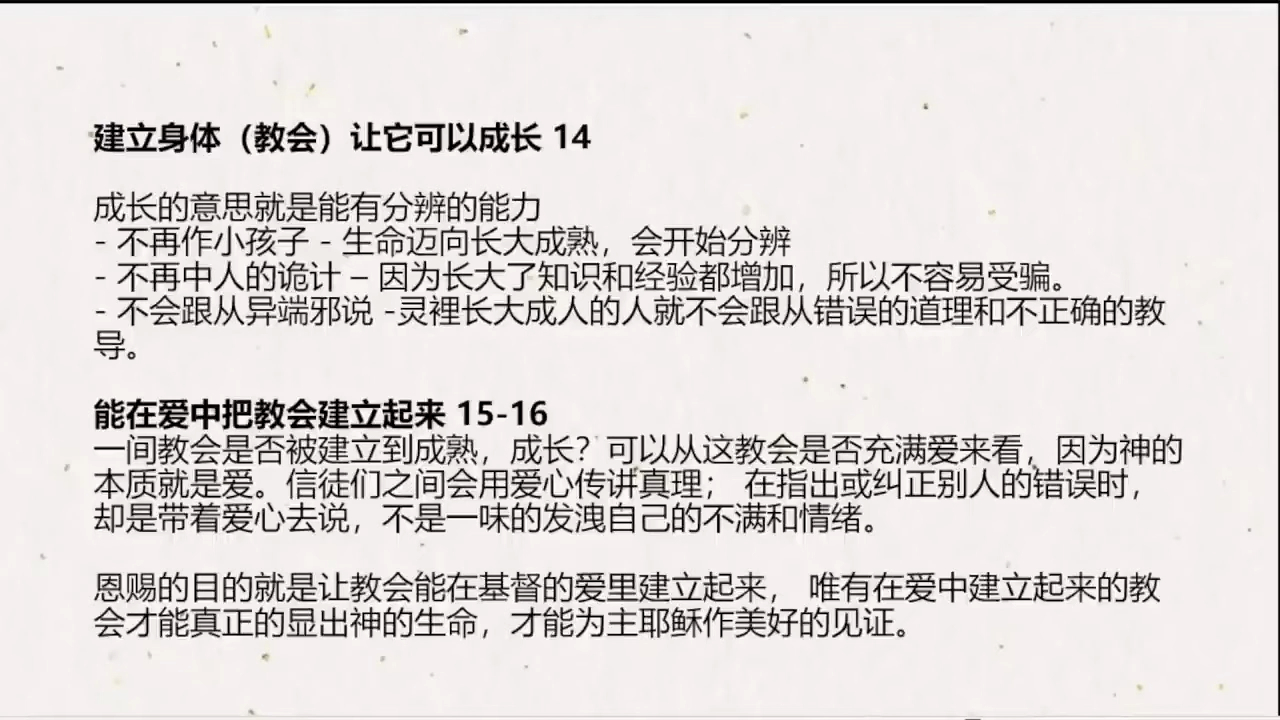 建立身体（教会）让它可以成长 14
成长的意思就是能有分辨的能力
- 不再作小孩子 - 生命迈向长大成熟，会开始分辨
- 不再中人的诡计 – 因为长大了知识和经验都增加，所以不容易受骗。
- 不会跟从异端邪说 -灵裡长大成人的人就不会跟从错误的道理和不正确的教
导。
能在爱中把教会建立起来 15-16
一间教会是否被建立到成熟，成长？可以从这教会是否充满爱来看，因为神的
本质就是爱。信徒们之间会用爱心传讲真理； 在指出或纠正别人的错误时，
却是带着爱心去说，不是一味的发洩自己的不满和情绪。
恩赐的目的就是让教会能在基督的爱里建立起来， 唯有在爱中建立起来的教
会才能真正的显出神的生命，才能为主耶稣作美好的见证。